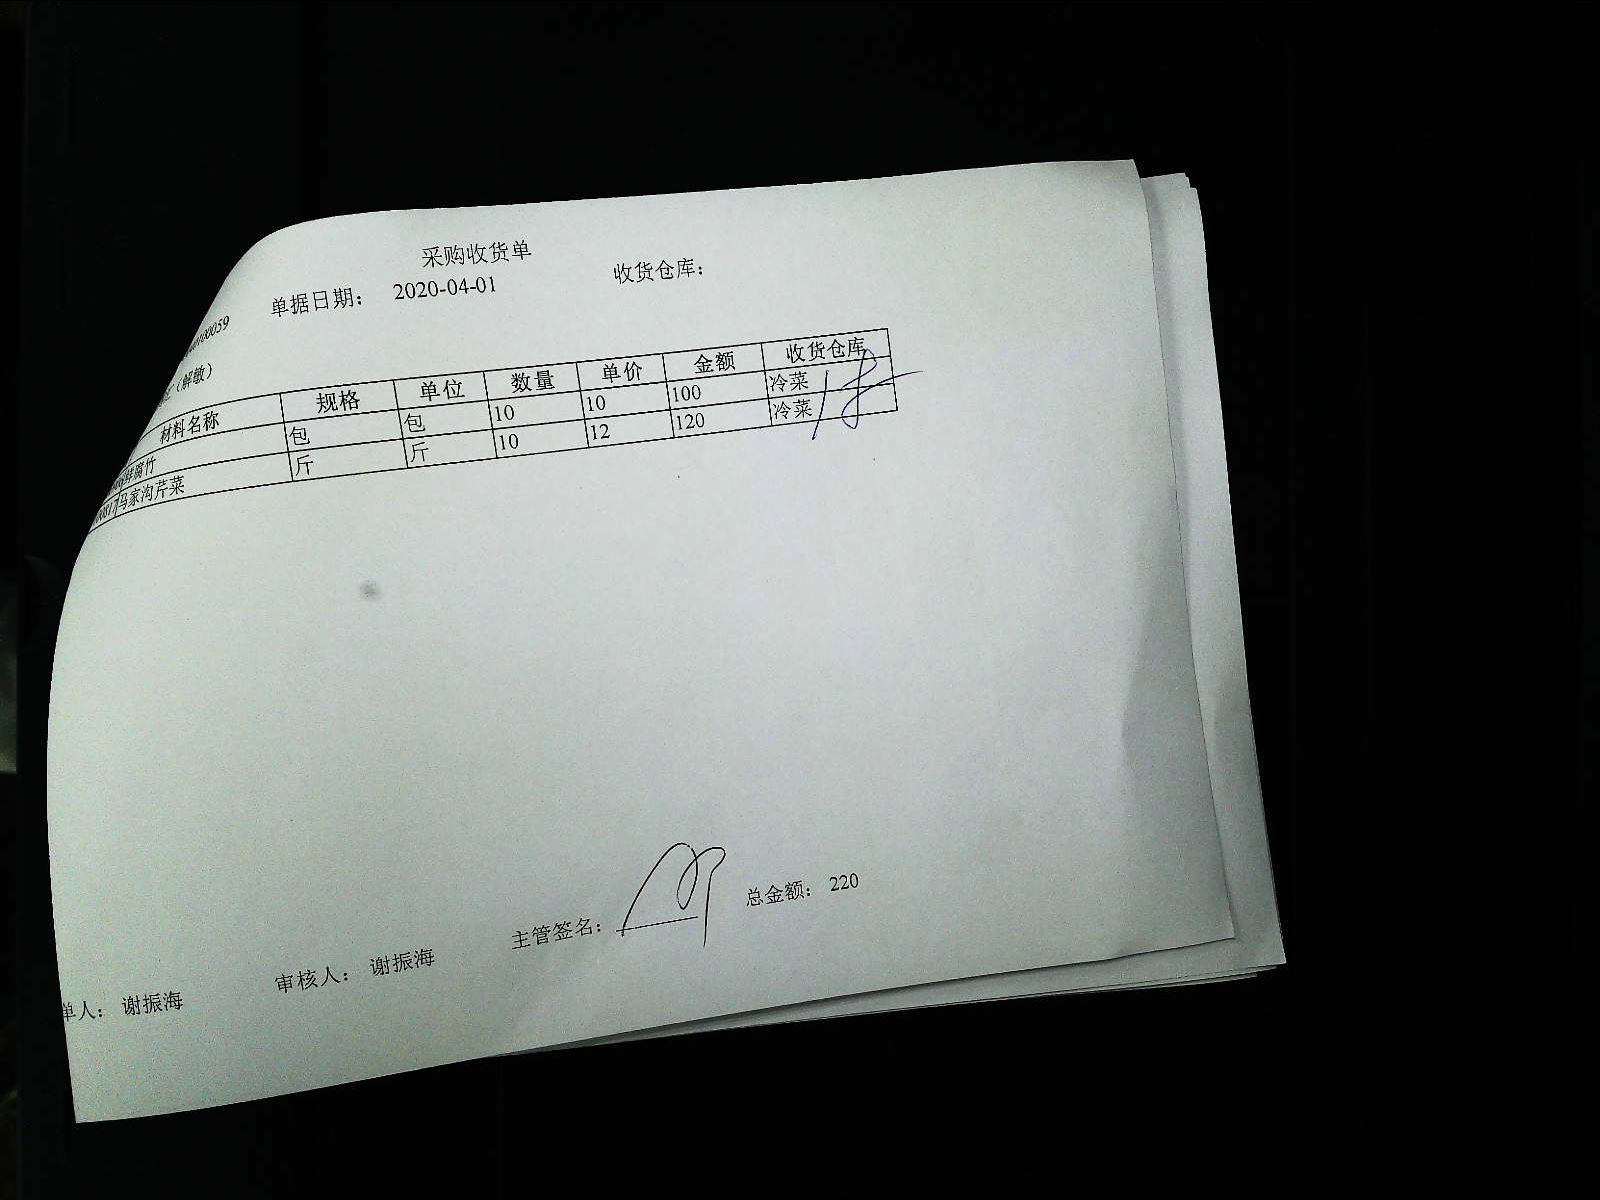 采购收货单
单据日期： 2020-04-01 收货仓库：
100059
（解敏）
材料名称 规格 单位 数量 单价 金额 收货仓库
鲜腐竹 包 包 10 10 100 冷菜
马家沟芹菜 斤 斤 10 12 120 冷菜
单人： 谢振海 审核人： 谢振海 主管签名： 总金额： 220